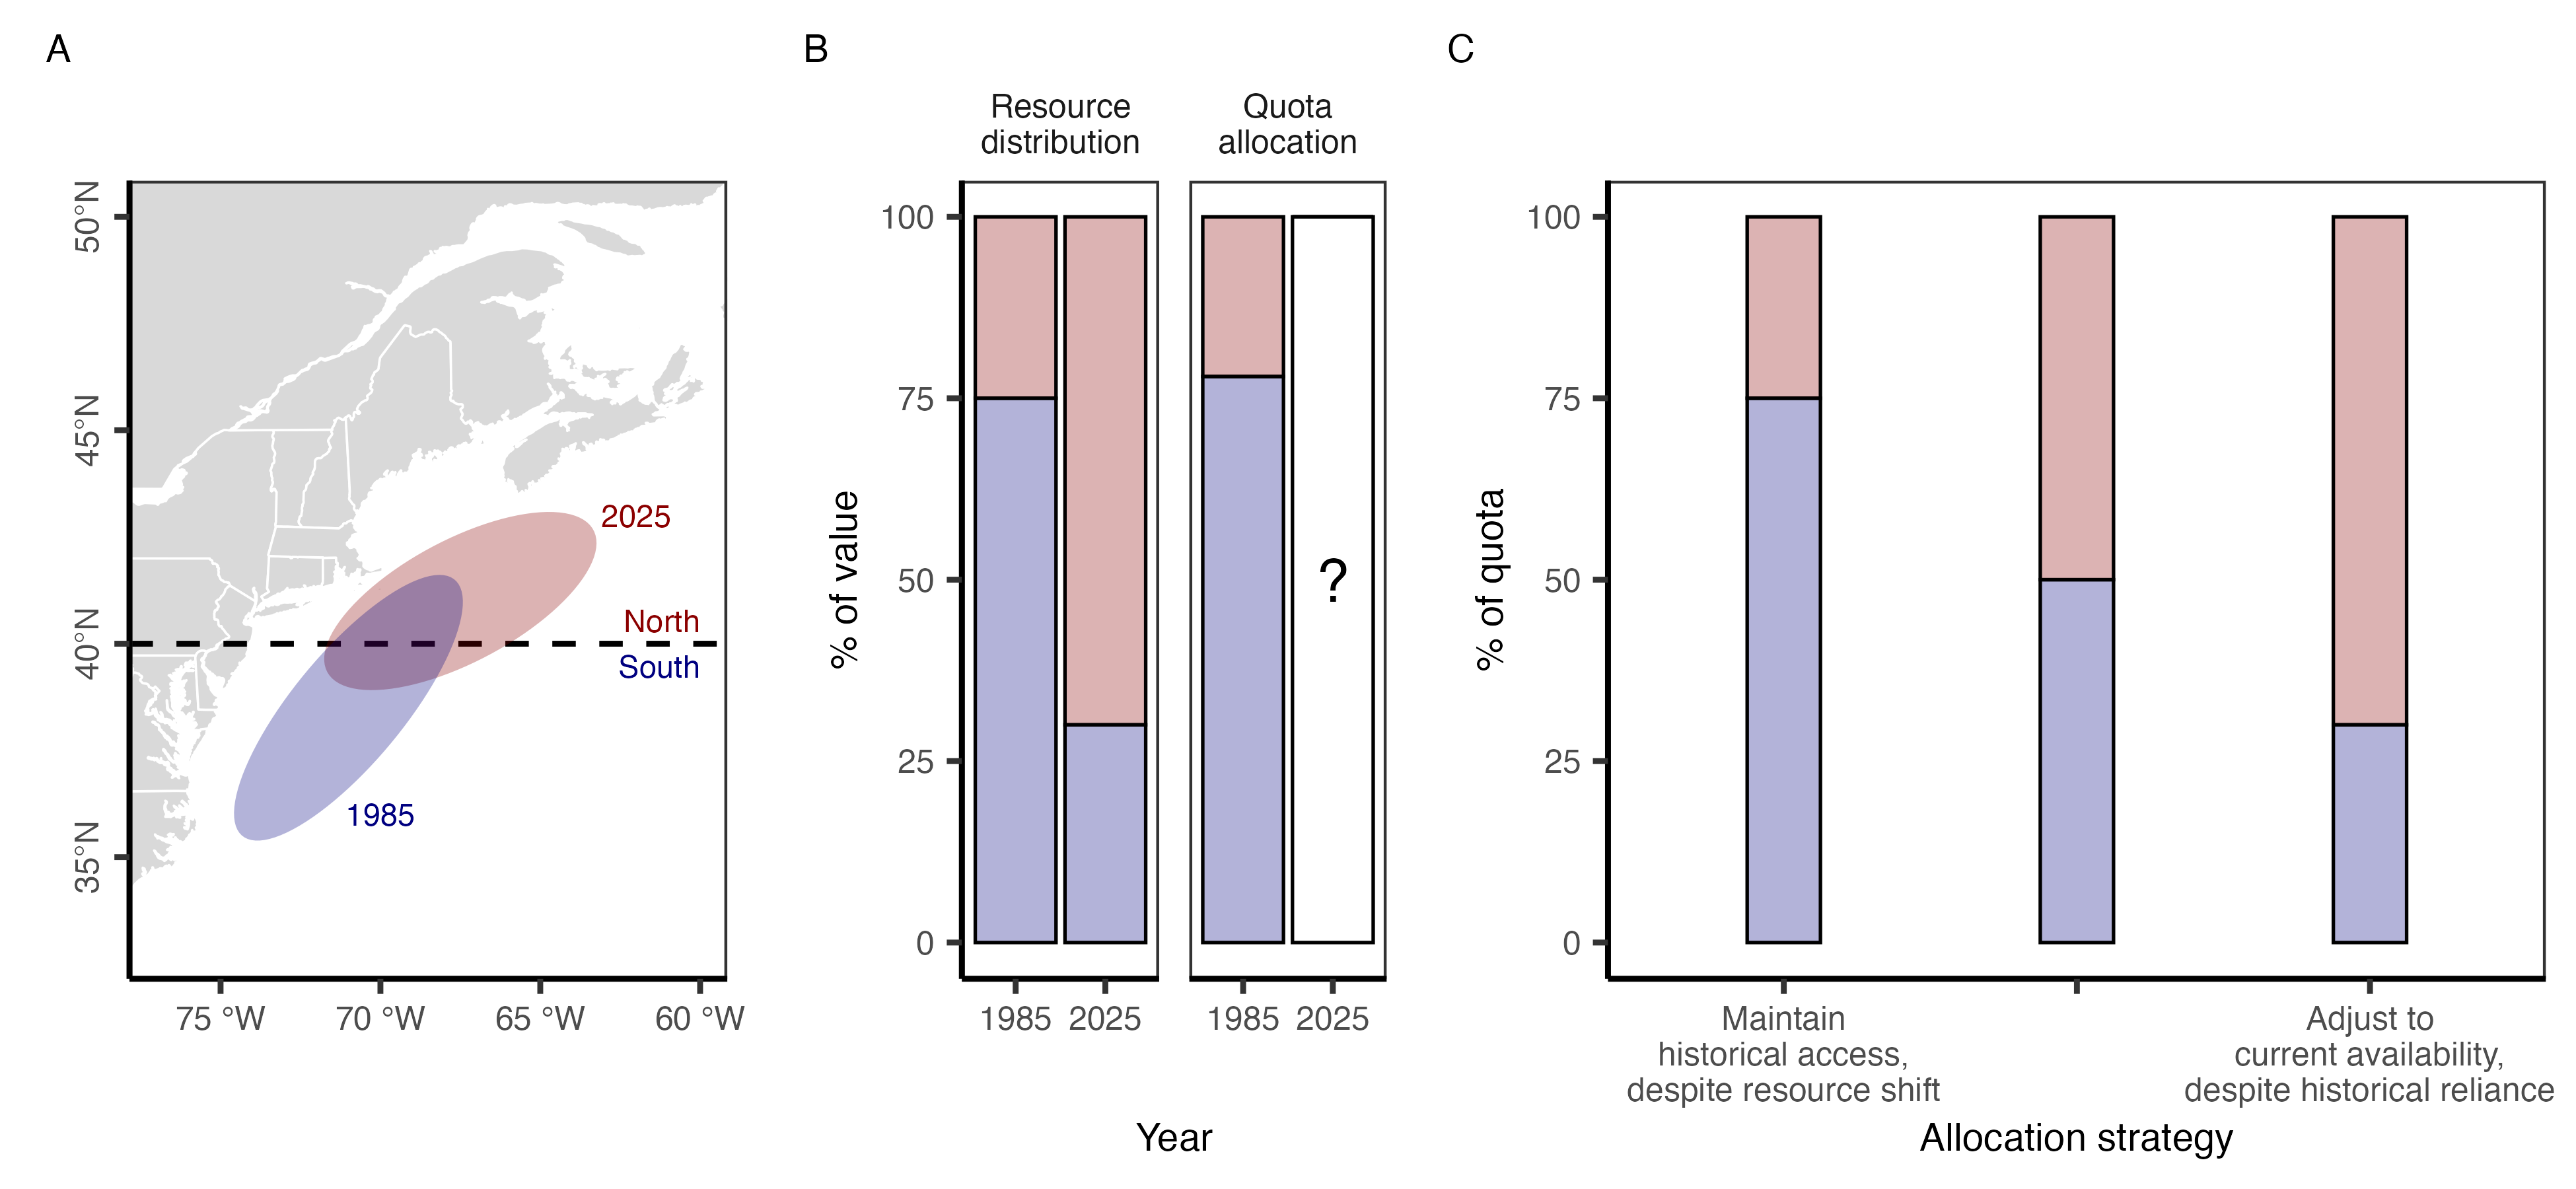 A
50°N
45°N
40°N
35°N
2025
North
South
1985
75 °W
70 °W
65 °W
60 °W
B
Resource
distribution
Quota
allocation
% of value
100
75
50
25
0
?
1985
2025
1985
2025
Year
C
% of quota
100
75
50
25
0
Maintain
historical access,
despite resource shift
Adjust to
current availability,
despite historical reliance
Allocation strategy